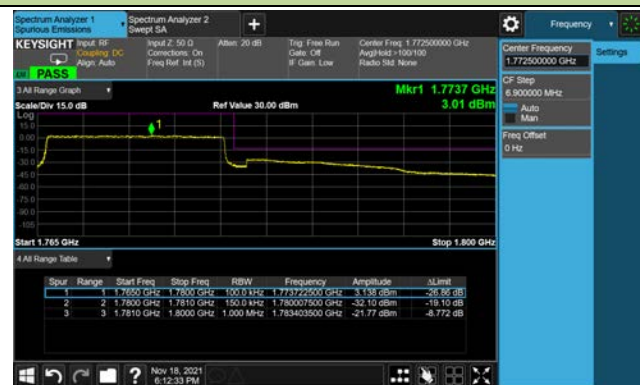 Spectrum Analyzer 1
Spurious Emissions
Spectrum Analyzer 2
Swept SA
+
Frequency
KEYSIGHT
Input: RF
Coupling: DC
Align: Auto
Input Z: 50 Ω
Corrections: On
Freq Ref: Int (S)
Atten: 20 dB
Trig: Free Run
Gate: Off
IF Gain: Low
Center Freq: 1.772500000 GHz
Avg|Hold:>100/100
Radio Std: None
PASS
Center Frequency
1.772500000 GHz
Settings
CF Step
6.900000 MHz
Auto
Man
Freq Offset
0 Hz
3 All Range Graph
Mkr1 1.7737 GHz
3.01 dBm
Scale/Div 15.0 dB
Ref Value 30.00 dBm
Log
15.0
0.00
-15.0
-30.0
-45.0
-60.0
-75.0
-90.0
-105
1
Start 1.765 GHz
Stop 1.800 GHz
4 All Range Table
Spur Range Start Freq Stop Freq RBW Frequency Amplitude ΔLimit
1 1 1.7650 GHz 1.7800 GHz 100.0 kHz 1.773722500 GHz 3.138 dBm -26.86 dB
2 2 1.7800 GHz 1.7810 GHz 150.0 kHz 1.780007500 GHz -32.10 dBm -19.10 dB
3 3 1.7810 GHz 1.8000 GHz 1.000 MHz 1.783403500 GHz -21.77 dBm -8.772 dB
?
Nov 18, 2021
6:12:33 PM